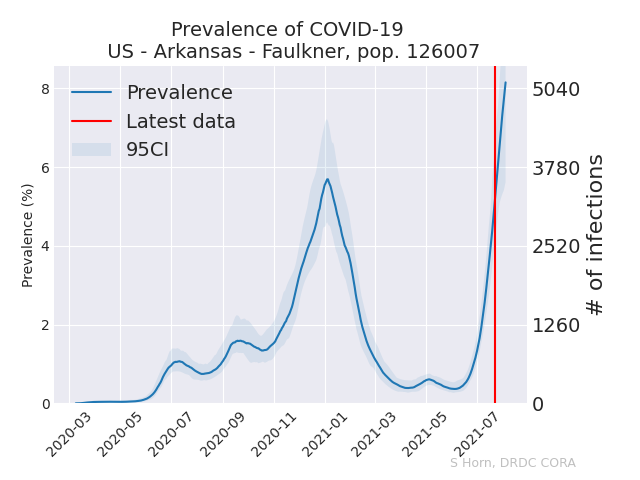 Prevalence of COVID-19
US - Arkansas - Faulkner, pop. 126007
Prevalence
Latest data
95CI
Prevalence (%)
8
6
4
2
0
5040
3780
2520
1260
0
# of infections
2020-03
2020-05
2020-07
2020-09
2020-11
2021-01
2021-03
2021-05
2021-07
S Horn, DRDC CORA